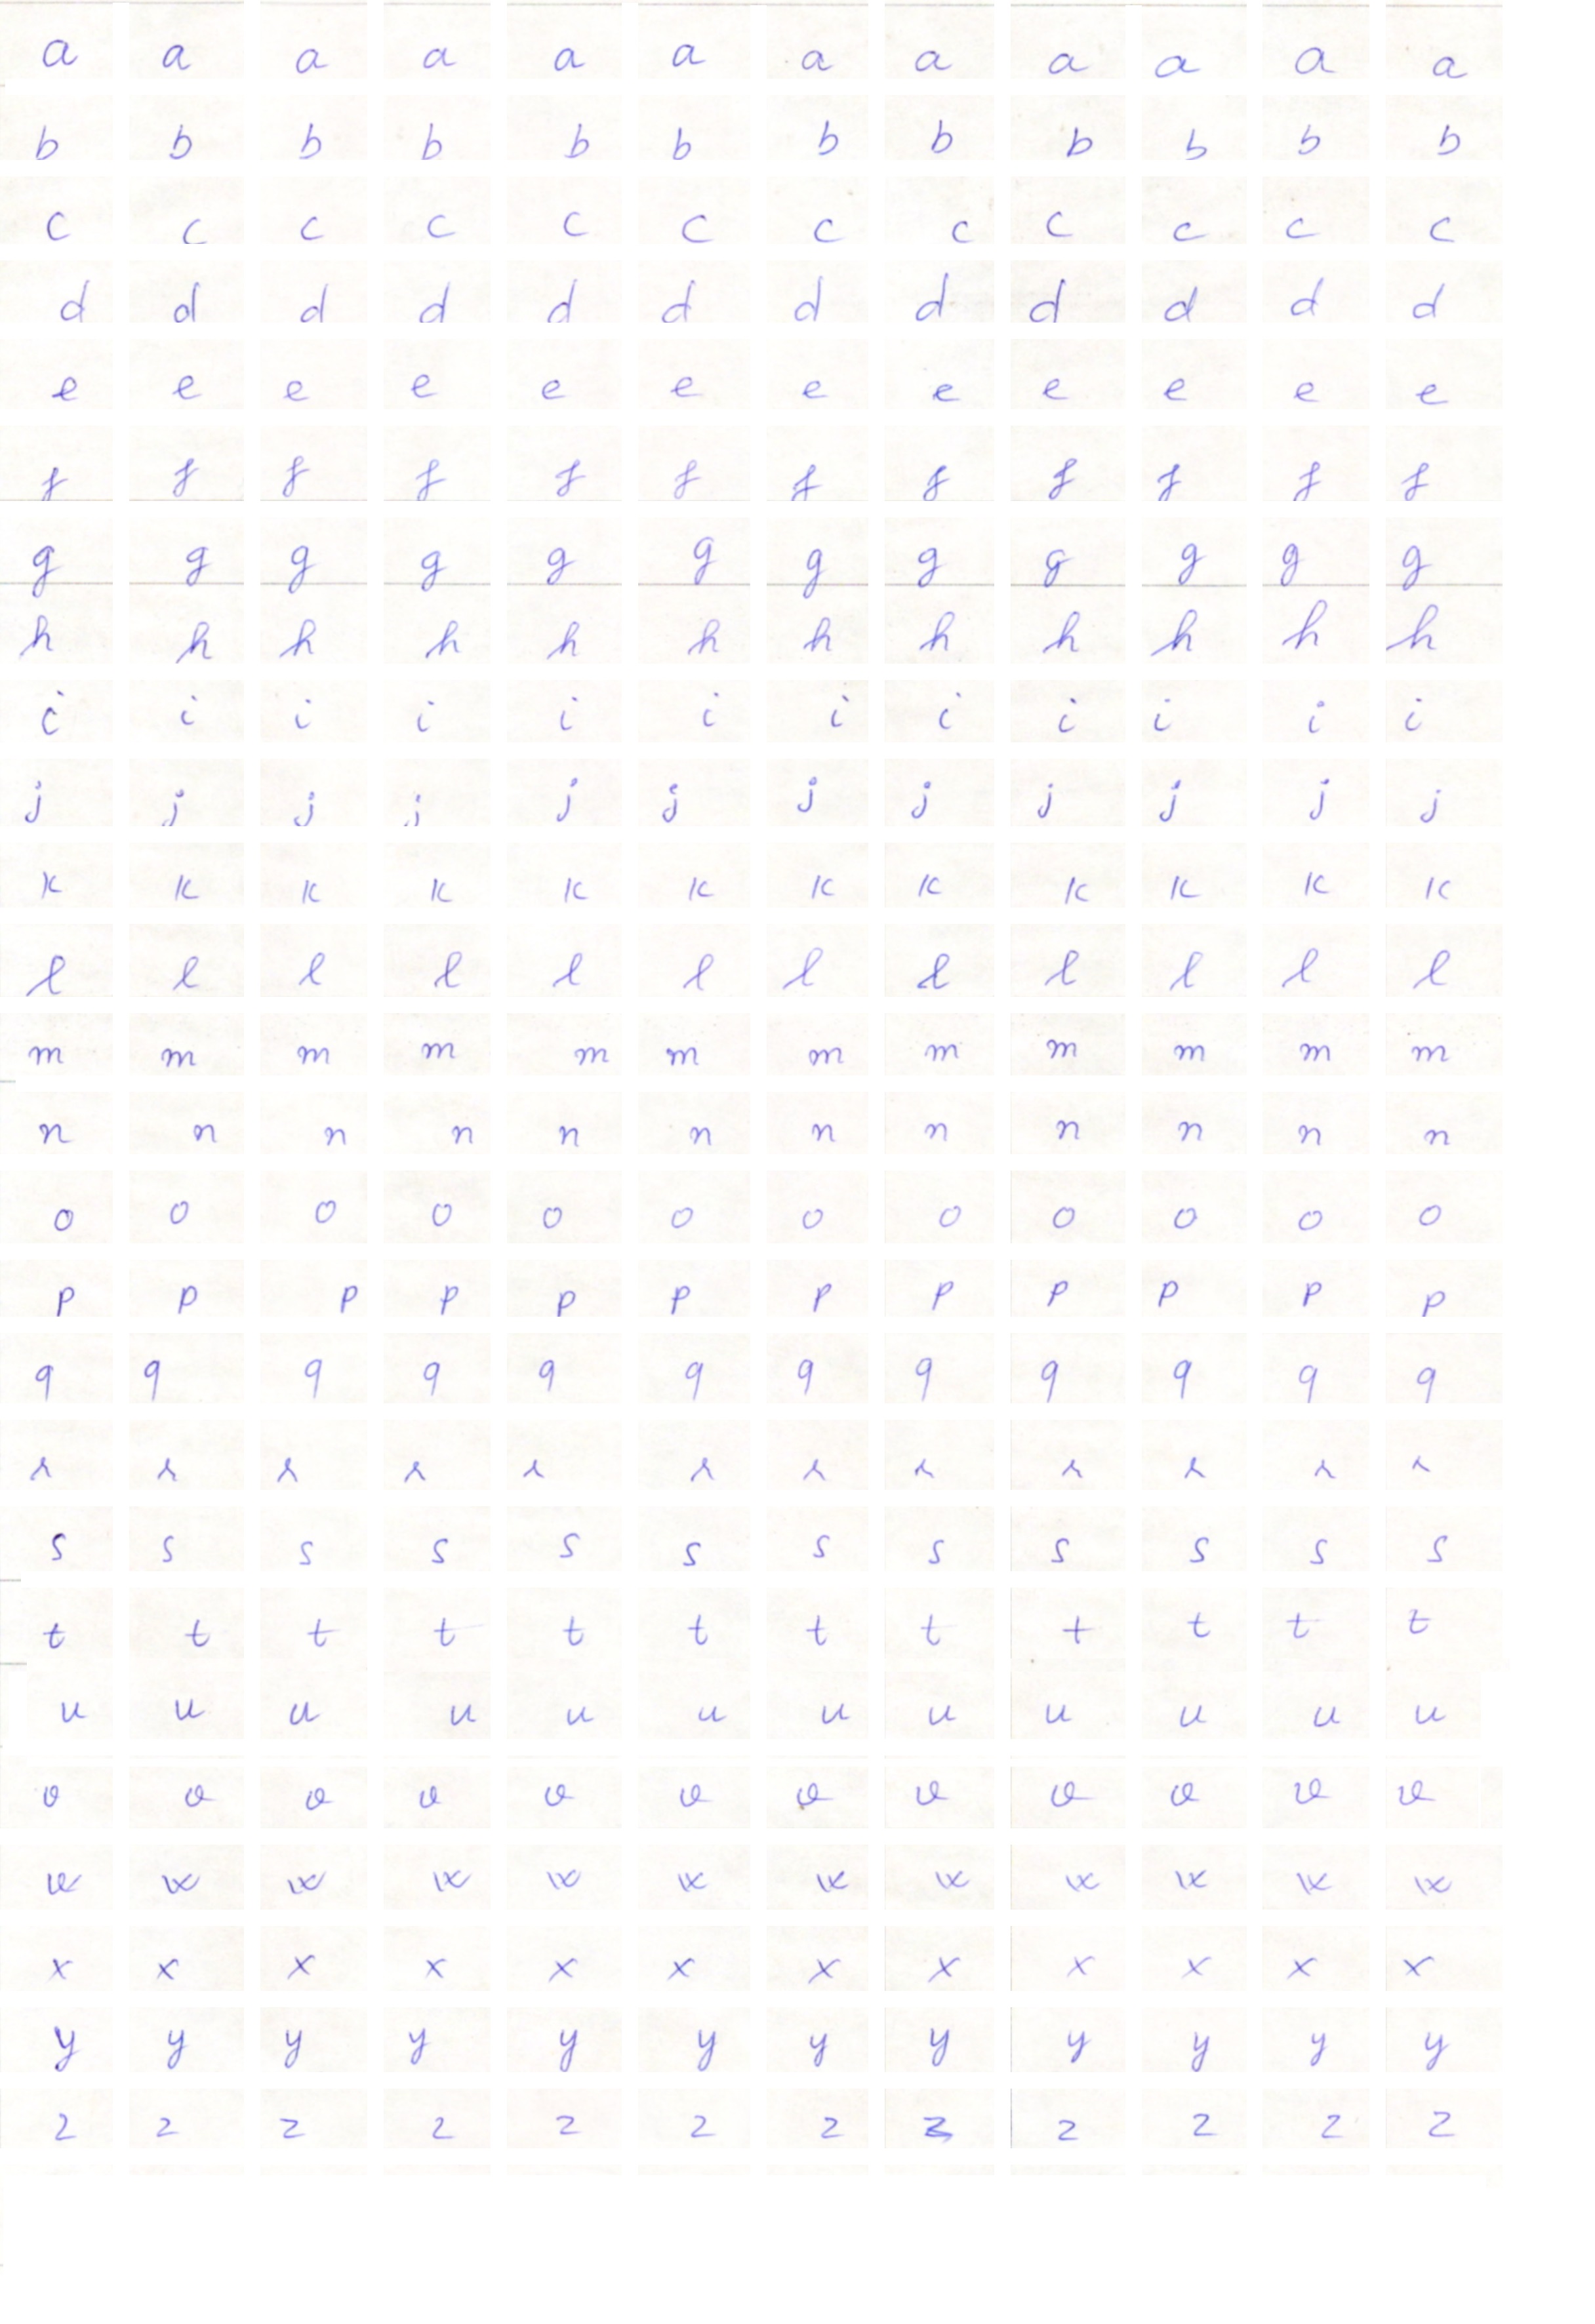 a a a a a a a a a a a a
b b b b b b b b b b b b
c c c c c c c c c c c c
d d d d d d d d d d d d
e e e e e e e e e e e e
f f f f f f f f f f f f
g g g g g g g g g g g g
h h h h h h h h h h h h
i i i i i i i i i i i i
j j j j j j j j j j j j
k k k k k k k k k k k k
l l l l l l l l l l l l
m m m m m m m m m m m m
n n n n n n n n n n n n
o o o o o o o o o o o o
p p p p p p p p p p p p
q q q q q q q q q q q q
r r r r r r r r r r r r
s s s s s s s s s s s s
t t t t t t t t t t t t
u u u u u u u u u u u u
v v v v v v v v v v v v
w w w w w w w w w w w w
x x x x x x x x x x x x
y y y y y y y y y y y y
z z z z z z z z z z z z